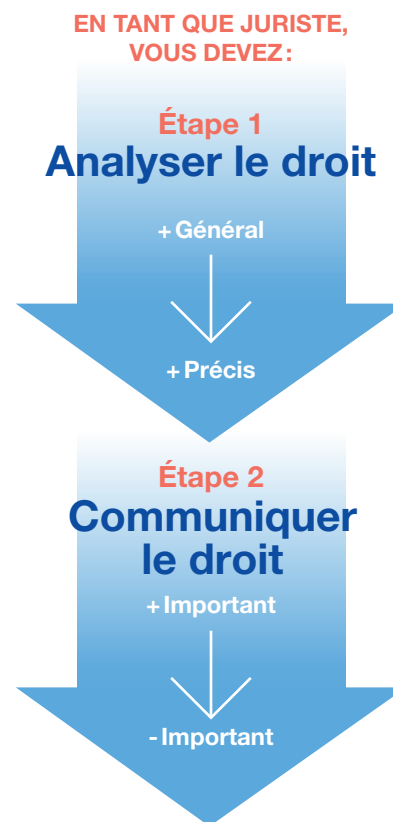 EN TANT QUE JURISTE,
VOUS DEVEZ :
Étape 1
Analyser le droit
+ Général
+ Précis
Étape 2
Communiquer
le droit
+ Important
- Important